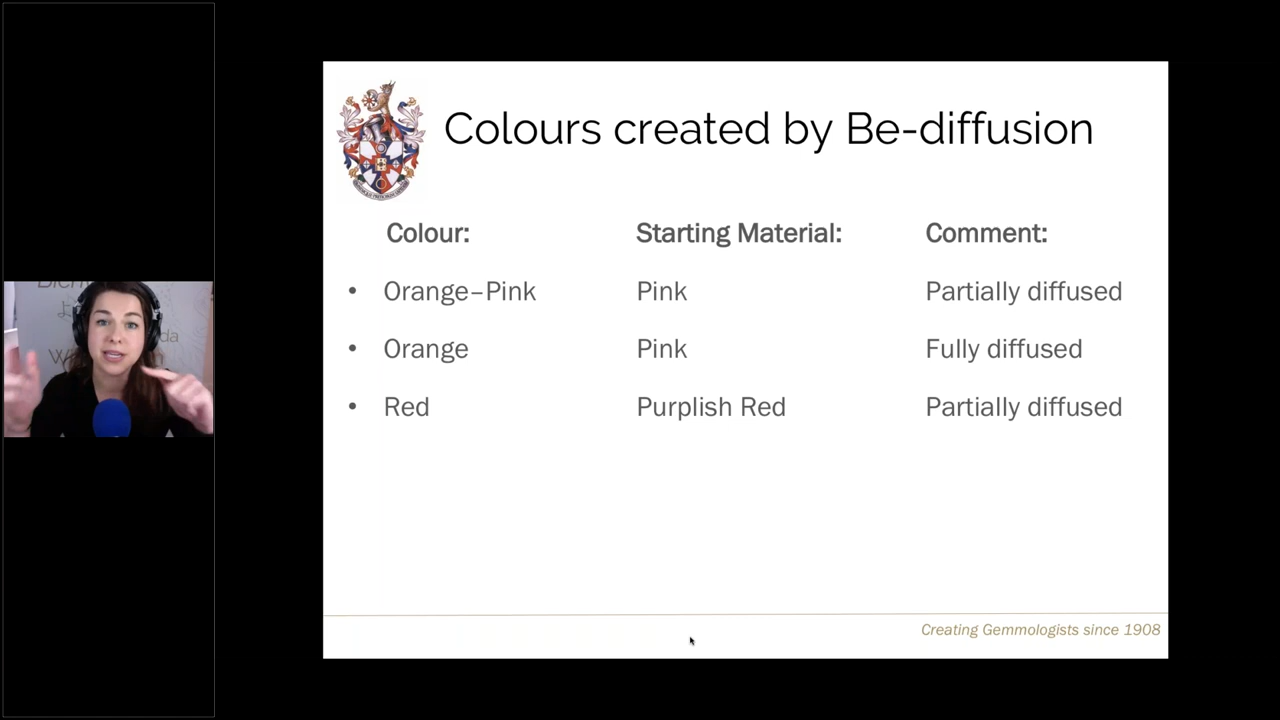 Colours created by Be-diffusion
Colour: Starting Material: Comment:
• Orange–Pink Pink Partially diffused
• Orange Pink Fully diffused
• Red Purplish Red Partially diffused
Creating Gemmologists since 1908